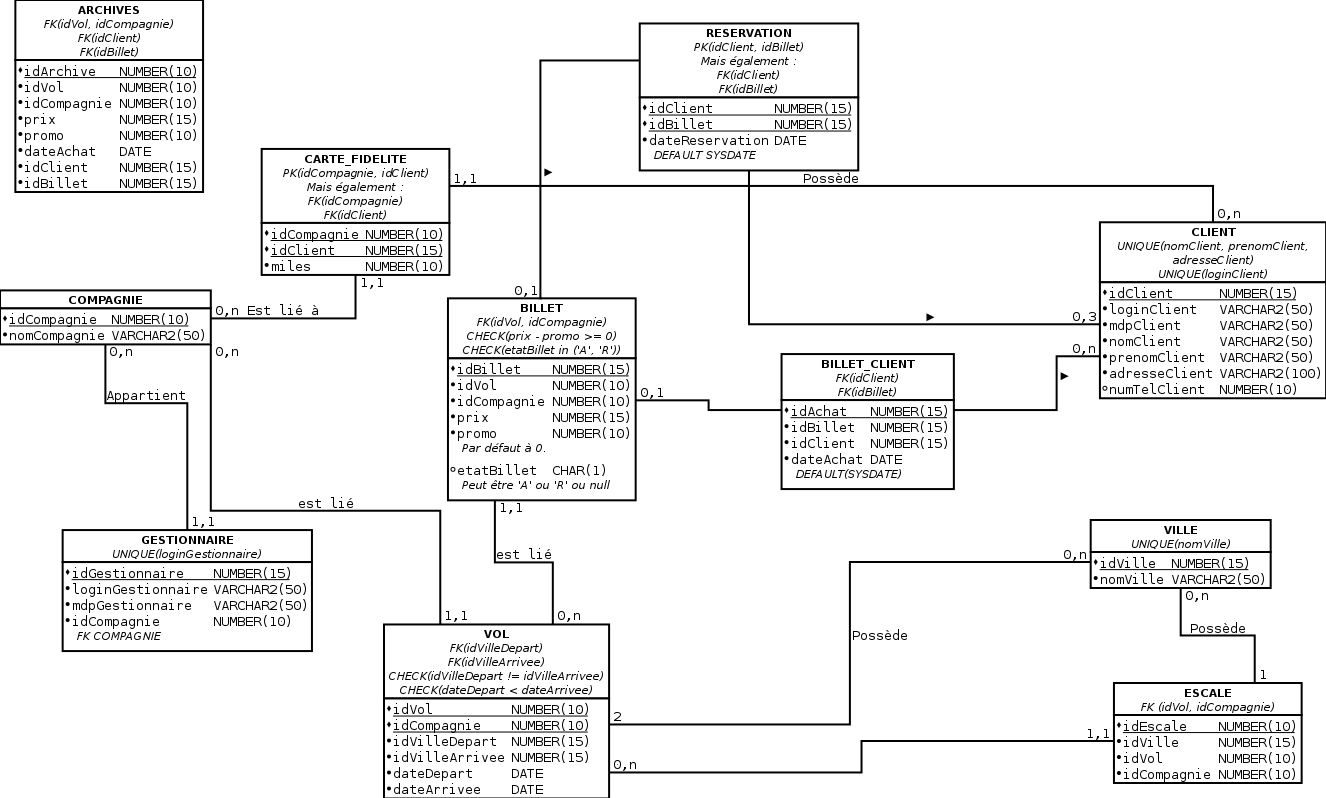 ARCHIVES
FK(idVol, idCompagnie)
FK(idClient)
FK(idBillet)
idArchive NUMBER(10)
idVol NUMBER(10)
idCompagnie NUMBER(10)
prix NUMBER(15)
promo NUMBER(10)
dateAchat DATE
idClient NUMBER(15)
idBillet NUMBER(15)
RESERVATION
PK(idClient, idBillet)
Mais également :
FK(idClient)
FK(idBillet)
idClient NUMBER(15)
idBillet NUMBER(15)
dateReservation DATE
DEFAULT SYSDATE
CARTE_FIDELITE
PK(idCompagnie, idClient)
Mais également :
FK(idCompagnie)
FK(idClient)
idCompagnie NUMBER(10)
idClient NUMBER(15)
miles NUMBER(10)
1,1
Possède
0,n
1,1
CLIENT
UNIQUE(nomClient, prenomClient,
adresseClient)
UNIQUE(loginClient)
idClient NUMBER(15)
loginClient VARCHAR2(50)
mdpClient VARCHAR2(50)
nomClient VARCHAR2(50)
prenomClient VARCHAR2(50)
adresseClient VARCHAR2(100)
numTelClient NUMBER(10)
0,3
0,n
COMPAGNIE
idCompagnie NUMBER(10)
nomCompagnie VARCHAR2(50)
0,n Est lié à
0,n
0,n
Appartient
0,1
BILLET
FK(idVol, idCompagnie)
CHECK(prix - promo >= 0)
CHECK(etatBillet in ('A', 'R'))
idBillet NUMBER(15)
idVol NUMBER(10)
idCompagnie NUMBER(10)
prix NUMBER(15)
promo NUMBER(10)
Par défaut à 0.
etatBillet CHAR(1)
Peut être 'A' ou 'R' ou null
0,1
1,1
est lié
BILLET_CLIENT
FK(idClient)
FK(idBillet)
idAchat NUMBER(15)
idBillet NUMBER(15)
idClient NUMBER(15)
dateAchat DATE
DEFAULT(SYSDATE)
est lié
1,1
GESTIONNAIRE
UNIQUE(loginGestionnaire)
idGestionnaire NUMBER(15)
loginGestionnaire VARCHAR2(50)
mdpGestionnaire VARCHAR2(50)
idCompagnie NUMBER(10)
FK COMPAGNIE
1,1
0,n
VOL
FK(idVilleDepart)
FK(idVilleArrivee)
CHECK(idVilleDepart != idVilleArrivee)
CHECK(dateDepart < dateArrivee)
idVol NUMBER(10)
idCompagnie NUMBER(10)
idVilleDepart NUMBER(15)
idVilleArrivee NUMBER(15)
dateDepart DATE
dateArrivee DATE
2
Possède
0,n
0,n
1,1
VILLE
UNIQUE(nomVille)
idVille NUMBER(15)
nomVille VARCHAR2(50)
0,n
Possède
1
ESCALE
FK (idVol, idCompagnie)
idEscale NUMBER(10)
idVille NUMBER(15)
idVol NUMBER(10)
idCompagnie NUMBER(10)